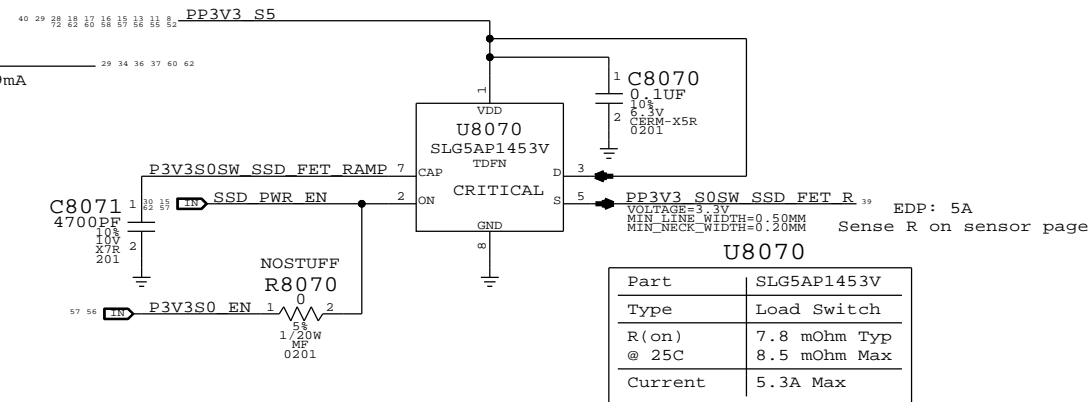 40 29 28 18 17 16 15 13 11 8 PP3V3_S5
72 62 60 58 57 56 55 52
29 34 36 37 60 62
mA
1 C8070
0.1UF
10%
6.3V
2 CERM-X5R
0201
1
VDD
U8070
SLG5AP1453V
TDFN
CRITICAL
P3V3S0SW_SSD_FET_RAMP 7 CAP
D 3
30 15 IN SSD_PWR_EN 2 ON
62 57
S 5 PP3V3_S0SW_SSD_FET_R 39
VOLTAGE=3.3V
MIN_LINE_WIDTH=0.50MM
MIN_NECK_WIDTH=0.20MM
EDP: 5A
Sense R on sensor page
C8071 1
4700PF
10%
10V
X7R 2
201
GND
8
NOSTUFF
R8070
57 56 IN P3V3S0_EN 1 0 2
5%
1/20W
MF
0201
U8070
Part SLG5AP1453V
Type Load Switch
R(on) 7.8 mOhm Typ
@ 25C 8.5 mOhm Max
Current 5.3A Max